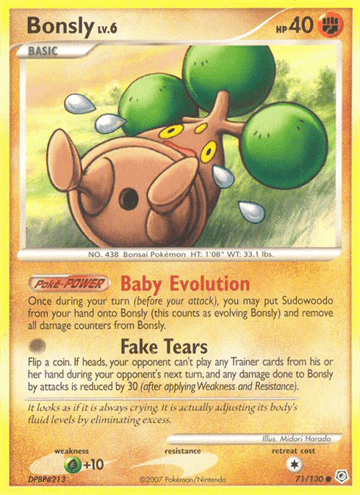 Bonsly LV.6 HP 40
BASIC
NO. 438 Bonsai Pokémon HT: 1'08" WT: 33.1 lbs.
Poké-POWER Baby Evolution
Once during your turn (before your attack), you may put Sudowoodo
from your hand onto Bonsly (this counts as evolving Bonsly) and remove
all damage counters from Bonsly.
Fake Tears
Flip a coin. If heads, your opponent can't play any Trainer cards from his or
her hand during your opponent's next turn, and any damage done to Bonsly
by attacks is reduced by 30 (after applying Weakness and Resistance).
It looks as if it is always crying. It is actually adjusting its body's
fluid levels by eliminating excess.
Illus. Midori Harada
weakness resistance retreat cost
+10
DPBP#213 ©2007 Pokémon/Nintendo 71/130